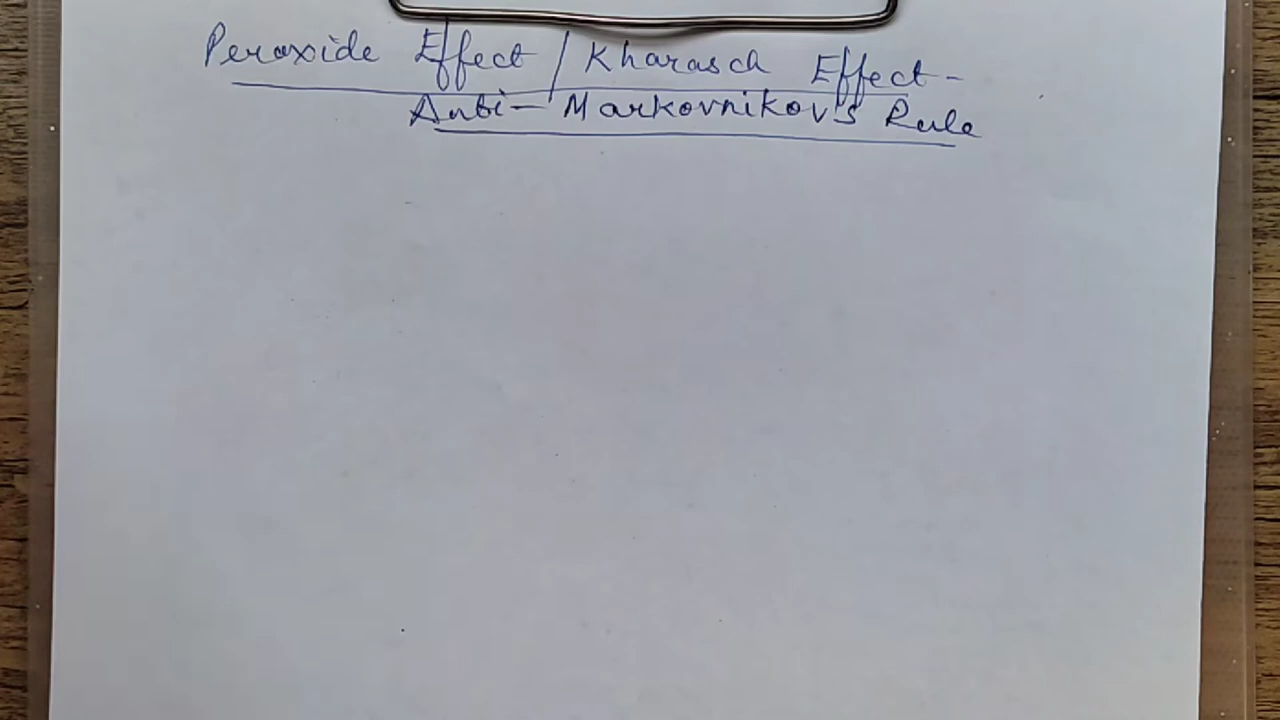 Peroxide Effect / Kharasch Effect -
Anti - Markovnikov's Rule